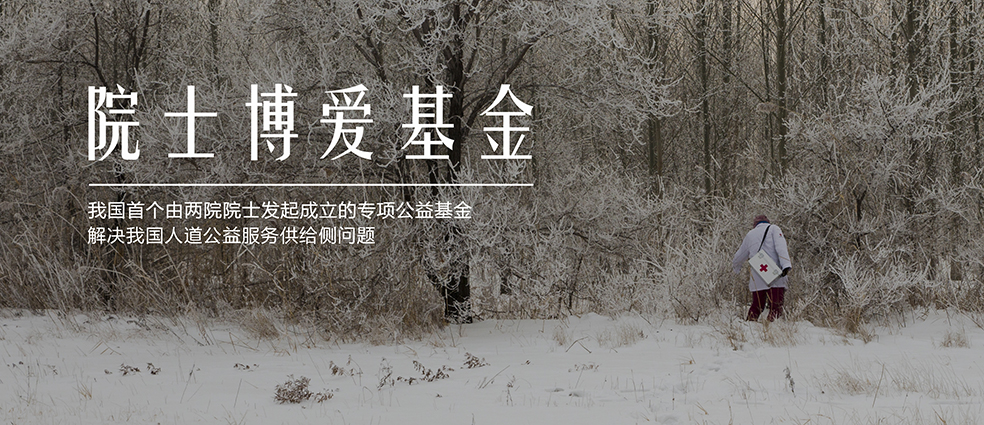 院士博爱基金
我国首个由两院院士发起成立的专项公益基金
解决我国人道公益服务供给侧问题